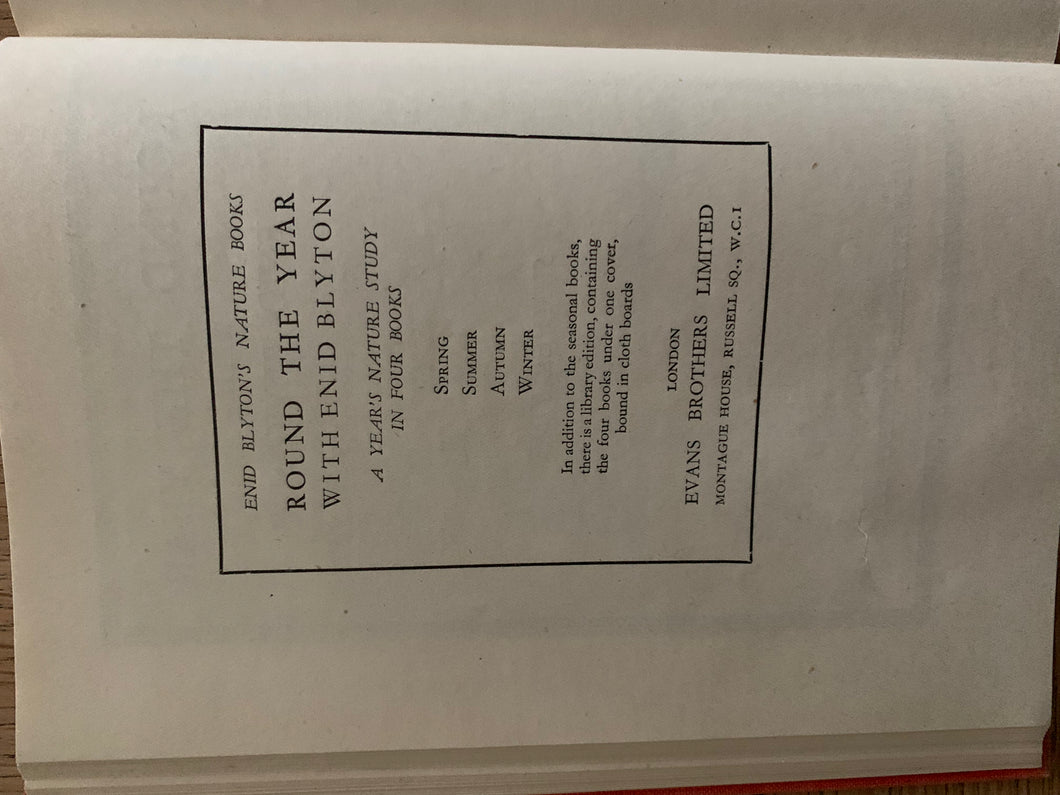 ENID BLYTON'S NATURE BOOKS
ROUND THE YEAR
WITH ENID BLYTON
A YEAR'S NATURE STUDY
IN FOUR BOOKS
SPRING
SUMMER
AUTUMN
WINTER
In addition to the seasonal books,
there is a library edition, containing
the four books under one cover,
bound in cloth boards
LONDON
EVANS BROTHERS LIMITED
MONTAGUE HOUSE, RUSSELL SQ., W.C.1